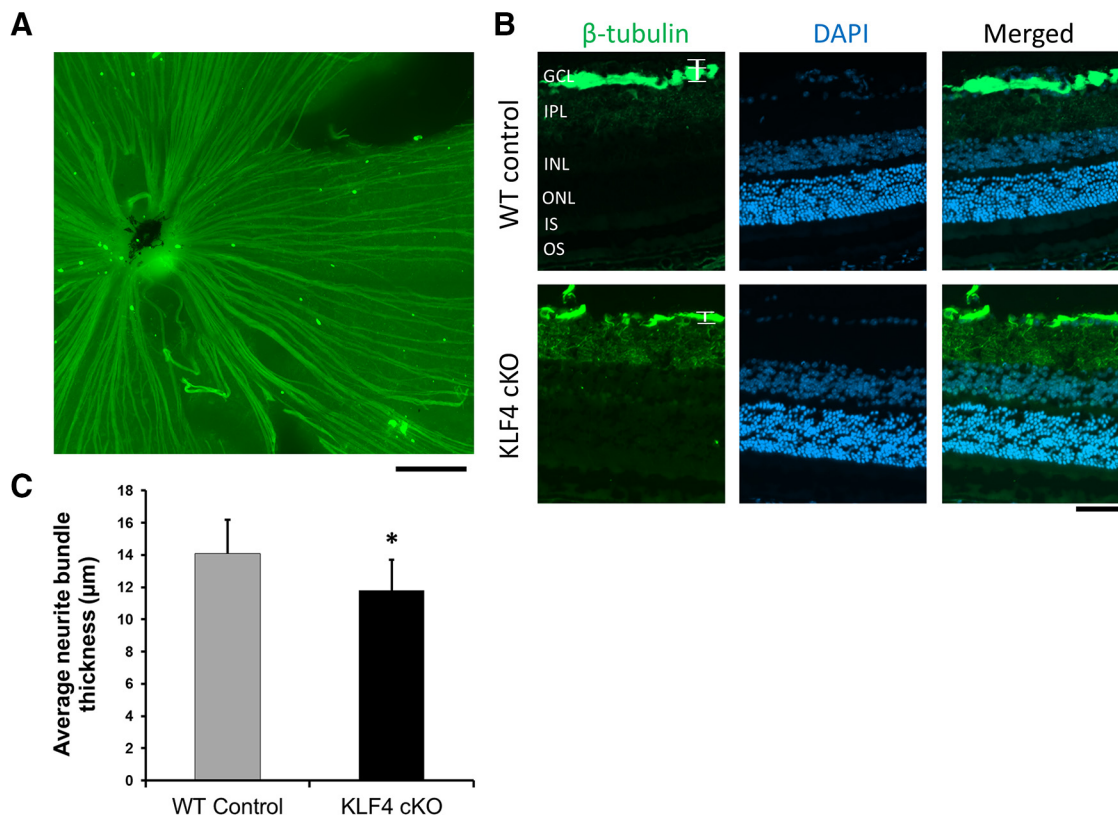 A
B
β-tubulin
DAPI
Merged
WT control
GCL
IPL
INL
ONL
IS
OS
KLF4 cKO
C
Average neurite bundle
thickness (μm)
18
16
14
12
10
8
6
4
2
0
*
WT Control
KLF4 cKO